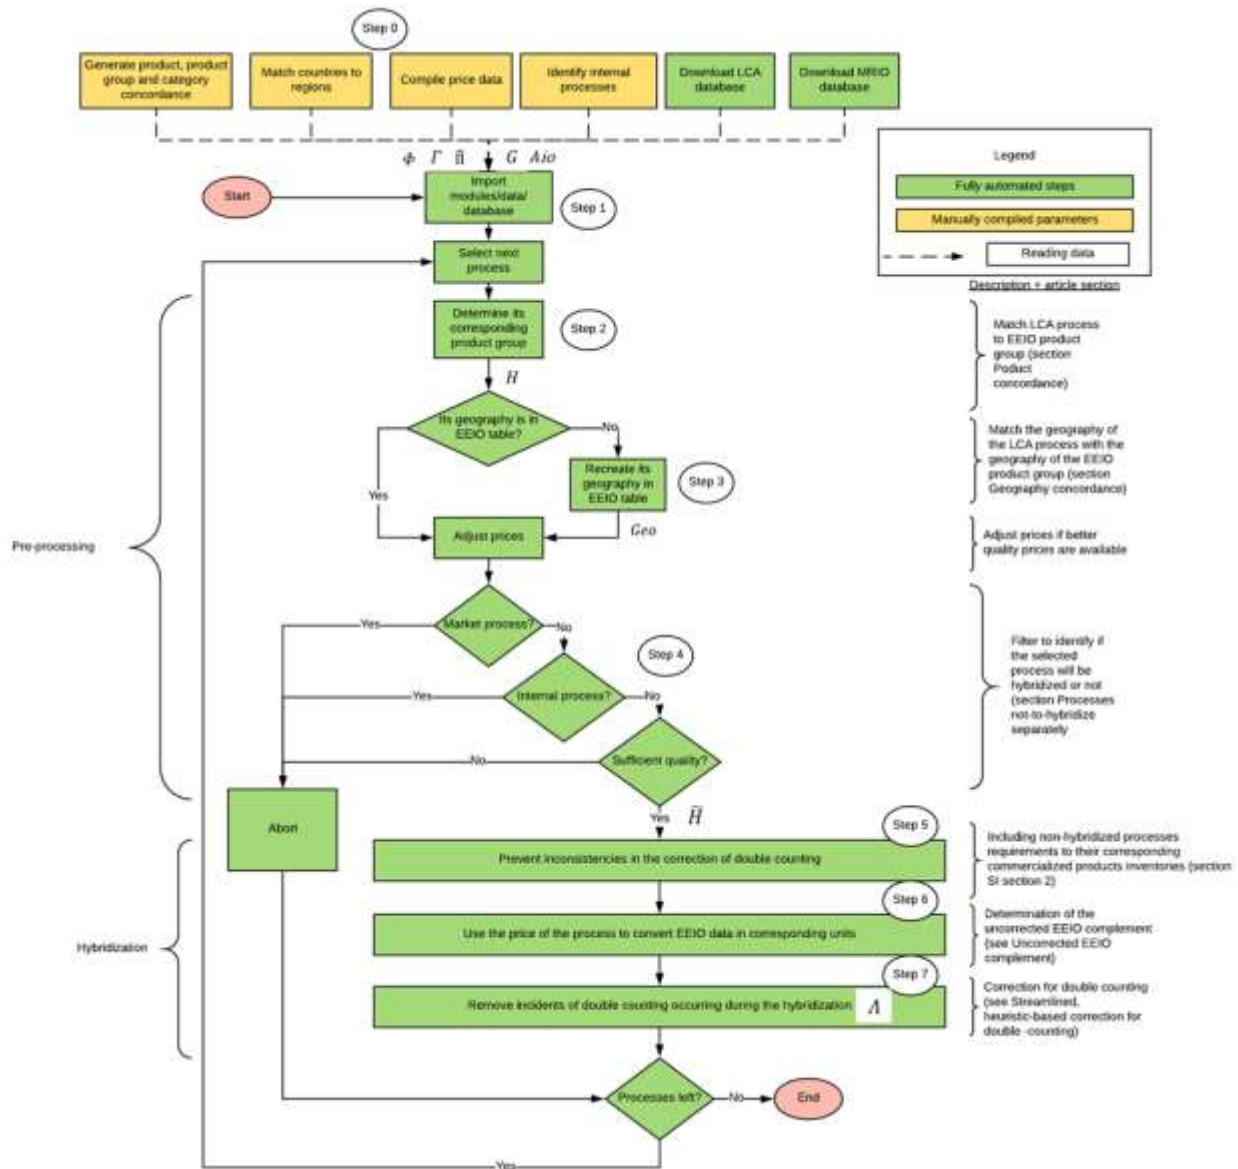 Step 0
Generate product, product
group and category
concordance
Match countries to
regions
Compile price data
Identify internal
processes
Download LCA
database
Download MRIO
database
Φ Γ π̂ G Aio
Legend
Fully automated steps
Manually compiled parameters
Reading data
Description + article section
Start
Import
modules/data/
database
Step 1
Select next
process
Determine its
corresponding
product group
Step 2
H
Match LCA process
to EEIO product
group (section
Poduct
concordance)
Its geography is in
EEIO table?
No
Yes
Recreate its
geography in
EEIO table
Step 3
Geo
Match the geography of
the LCA process with the
geography of the EEIO
product group (section
Geography concordance)
Pre-processing
Adjust prices
Adjust prices if better
quality prices are available
Market process?
Yes
No
Step 4
Internal process?
Yes
No
Sufficient quality?
No
Yes
H̃
Filter to identify if
the selected
process will be
hybridized or not
(section Processes
not-to-hybridize
separately
Abort
Step 5
Prevent inconsistencies in the correction of double counting
Including non-hybridized processes
requirements to their corresponding
commercialized products inventories (section
SI section 2)
Hybridization
Step 6
Use the price of the process to convert EEIO data in corresponding units
Determination of the
uncorrected EEIO complement
(see Uncorrected EEIO
complement)
Step 7
Remove incidents of double counting occurring during the hybridization Λ
Correction for double counting
(see Streamlined,
heuristic-based correction for
double -counting)
Processes left?
No
End
Yes